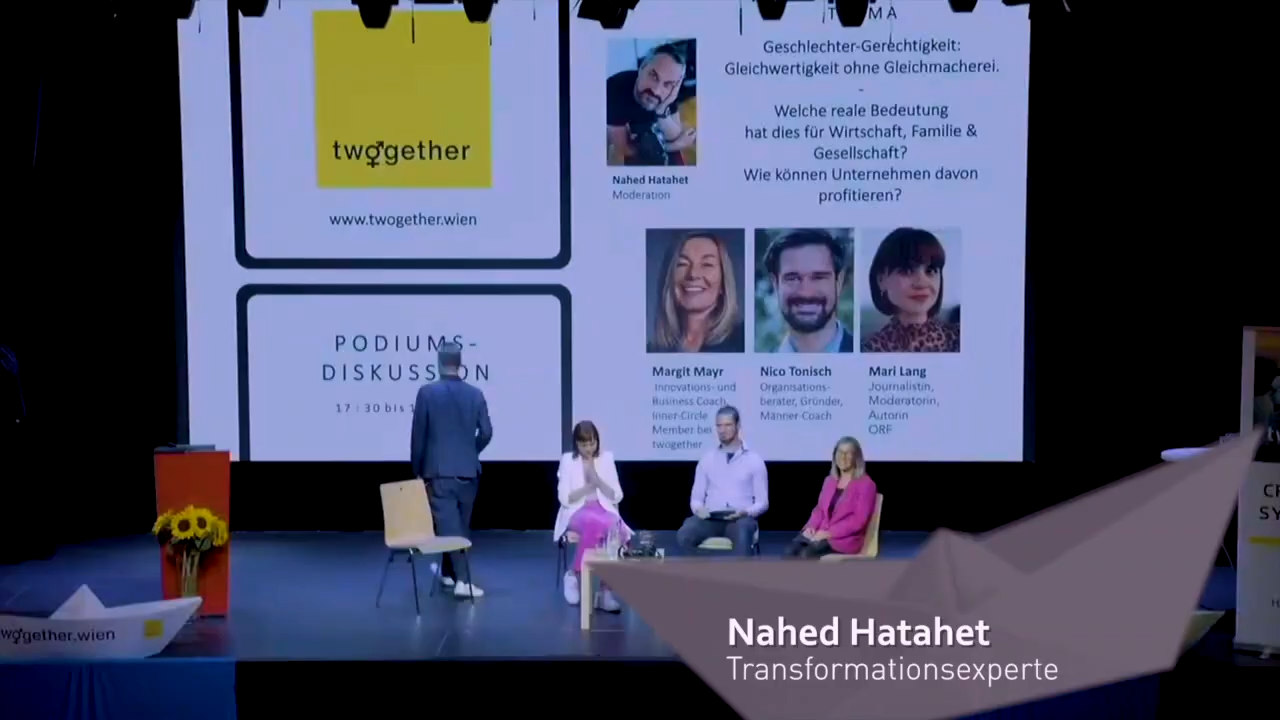 twogether
www.twogether.wien
PODIUMS-
DISKUSSION
17 : 30 bis
THEMA
Geschlechter-Gerechtigkeit:
Gleichwertigkeit ohne Gleichmacherei.
-
Welche reale Bedeutung
hat dies für Wirtschaft, Familie &
Gesellschaft?
Wie können Unternehmen davon
profitieren?
Nahed Hatahet
Moderation
Margit Mayr
Innovations- und
Business Coach,
Inner-Circle
Member bei
twogether
Nico Tonisch
Organisations-
berater, Gründer,
Männer-Coach
Mari Lang
Journalistin,
Moderatorin,
Autorin
ORF
twogether.wien
Nahed Hatahet
Transformationsexperte